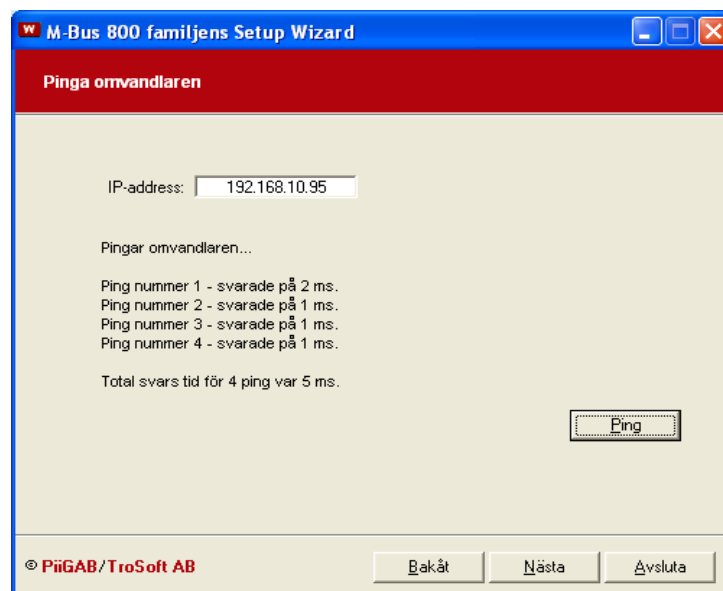 W M-Bus 800 familjens Setup Wizard
Pinga omvandlaren
IP-address: 192.168.10.95
Pingar omvandlaren...
Ping nummer 1 - svarade på 2 ms.
Ping nummer 2 - svarade på 1 ms.
Ping nummer 3 - svarade på 1 ms.
Ping nummer 4 - svarade på 1 ms.
Total svars tid för 4 ping var 5 ms.
Ping
© PiiGAB/TroSoft AB Bakåt Nästa Avsluta